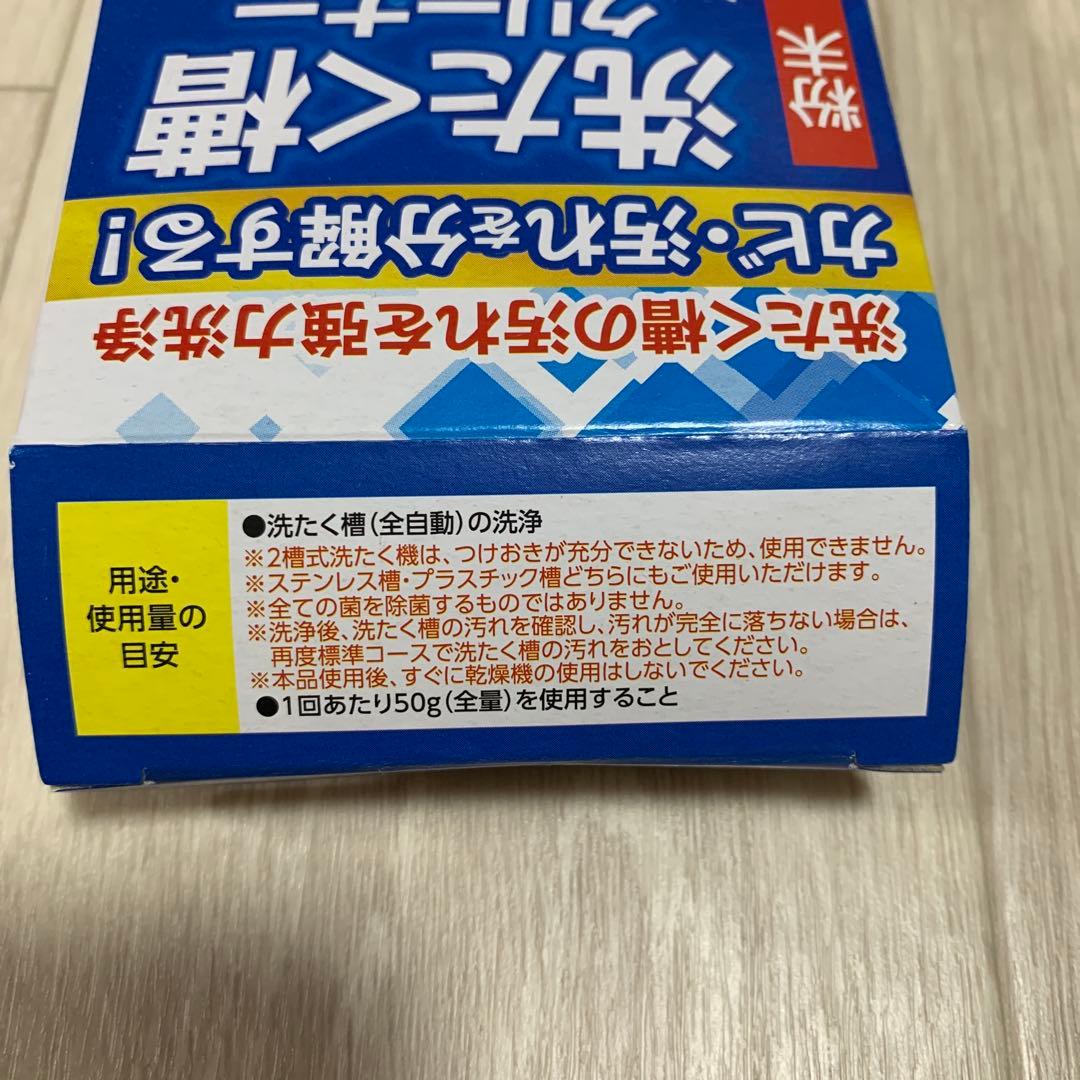 粉末
洗たく槽
クリーナー
カビ・汚れを分解する！
洗たく槽の汚れを強力洗浄
用途・
使用量の
目安
●洗たく槽（全自動）の洗浄
※2槽式洗たく機は、つけおきが充分できないため、使用できません。
※ステンレス槽・プラスチック槽どちらにもご使用いただけます。
※全ての菌を除菌するものではありません。
※洗浄後、洗たく槽の汚れを確認し、汚れが完全に落ちない場合は、
再度標準コースで洗たく槽の汚れをおとしてください。
※本品使用後、すぐに乾燥機の使用はしないでください。
●1回あたり50g（全量）を使用すること